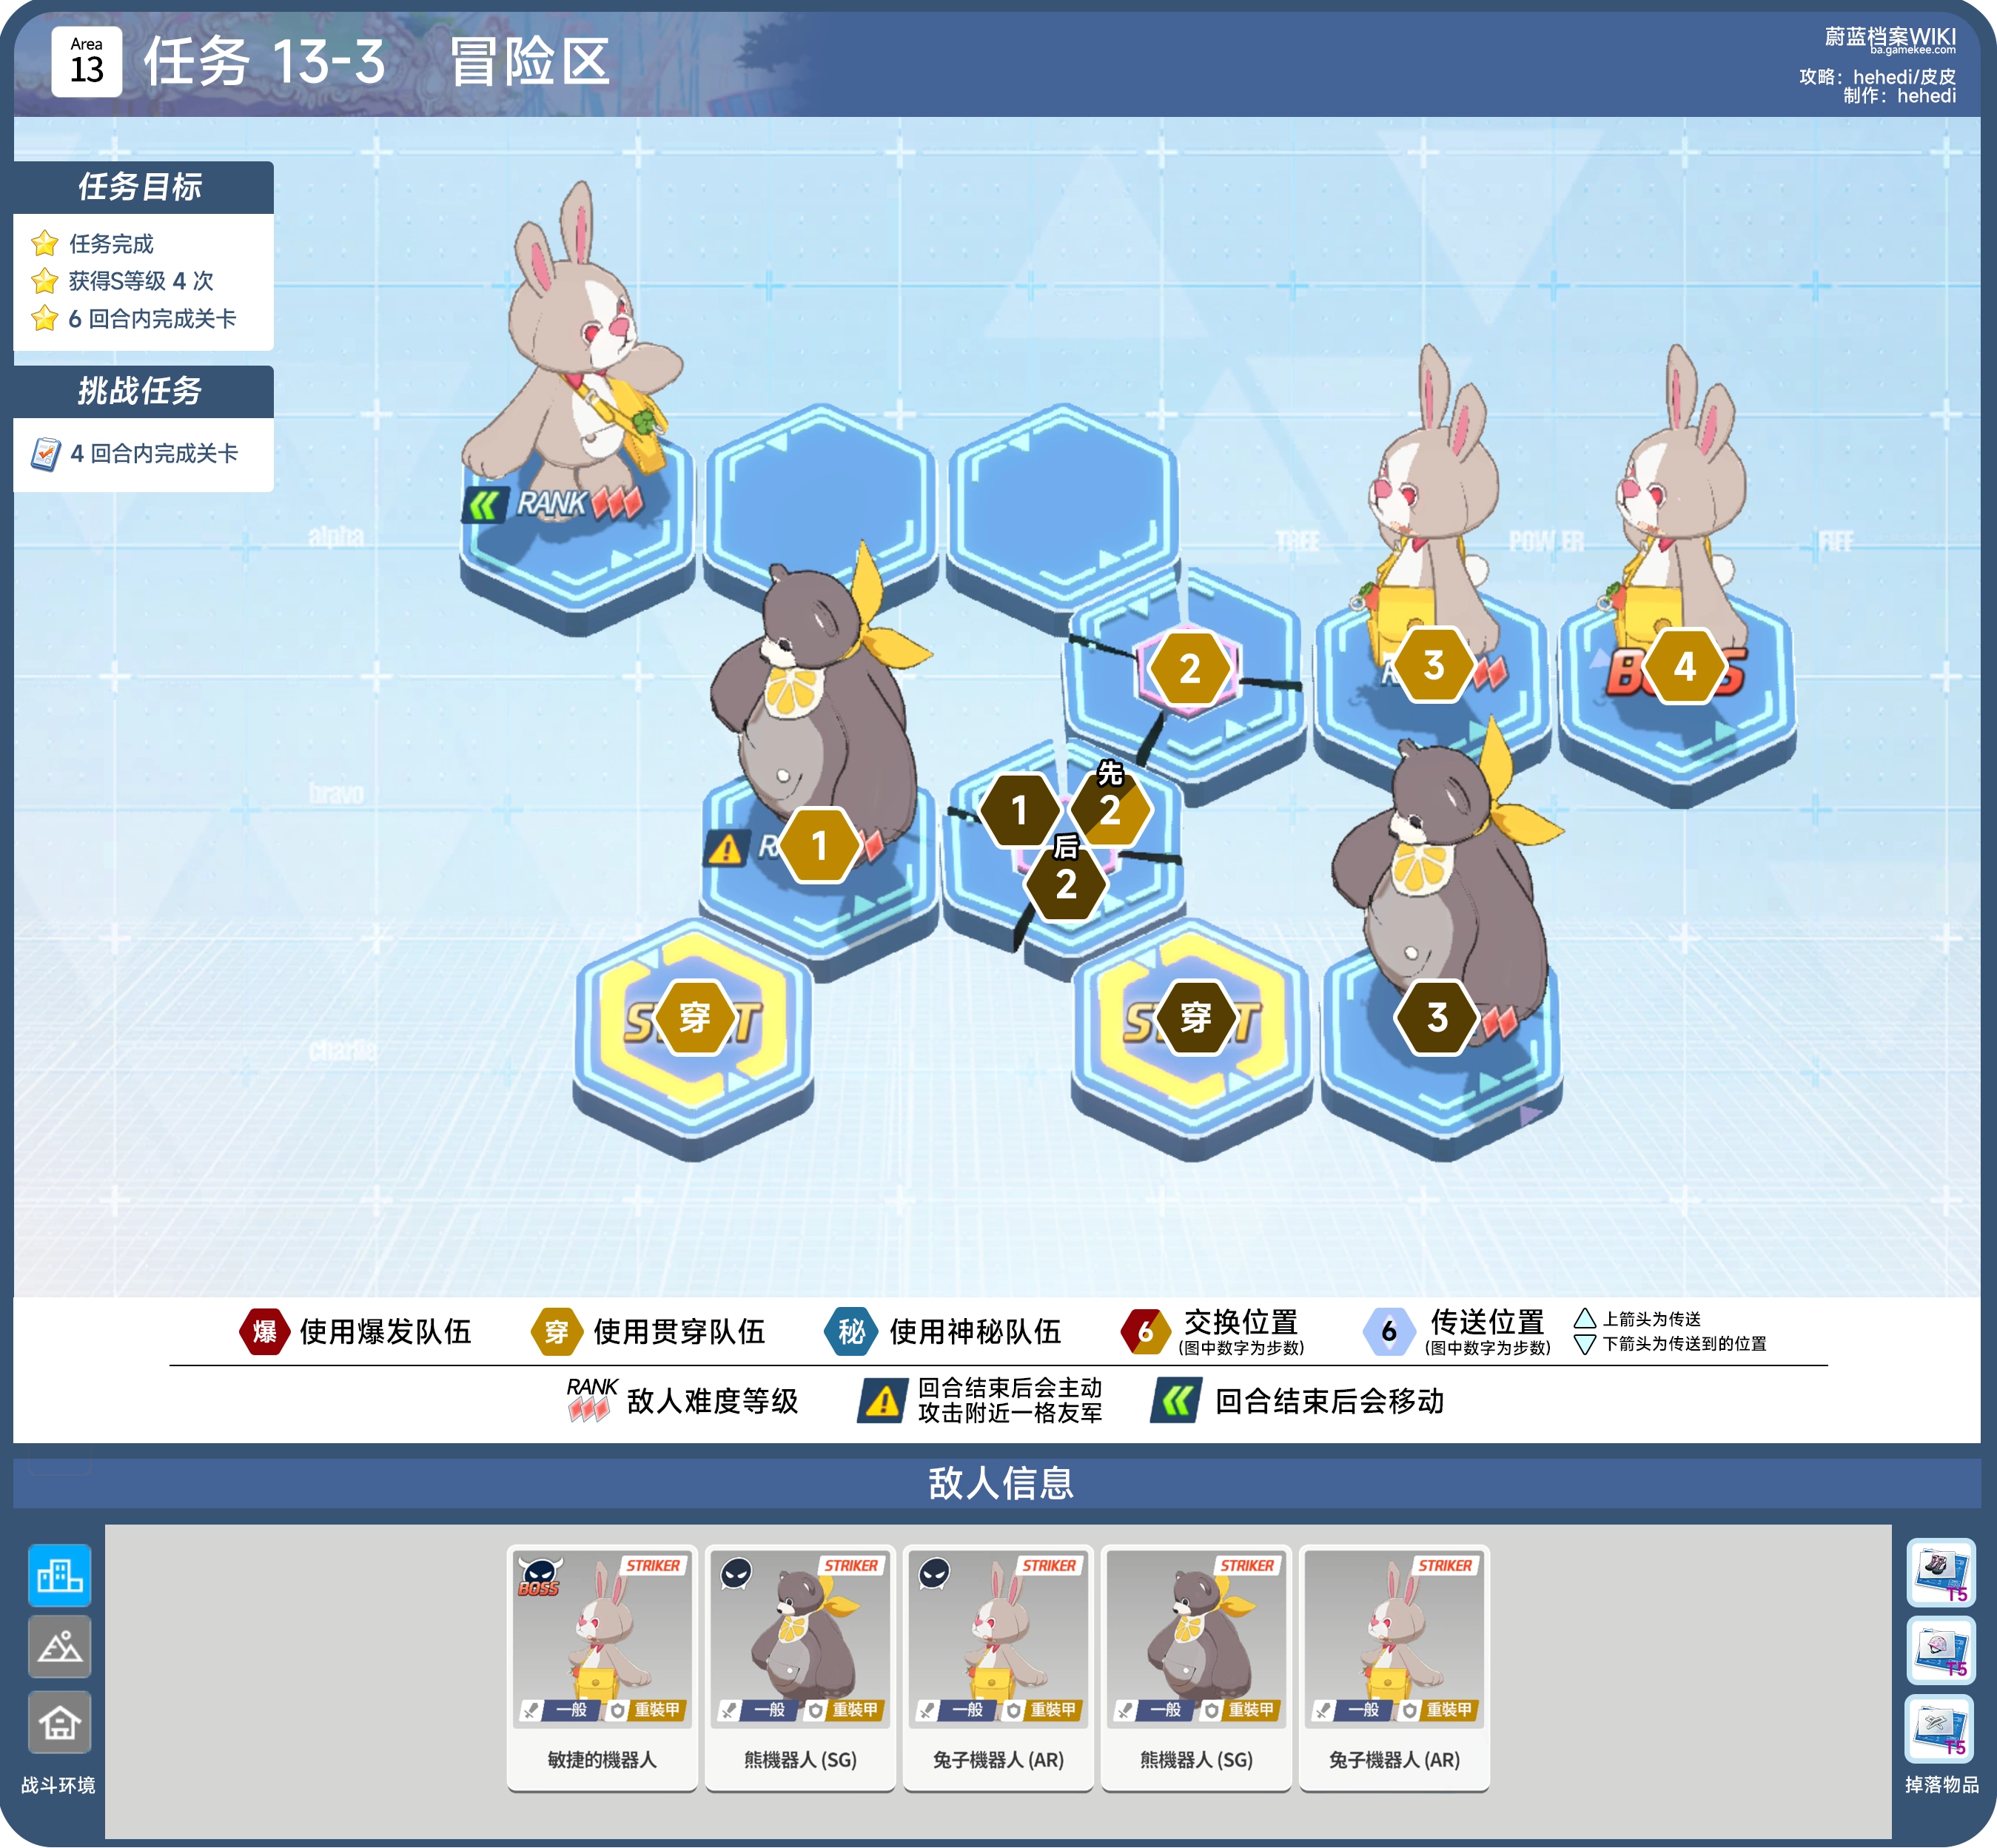 Area
13
任务 13-3 冒险区
蔚蓝档案WIKI
ba.gamekee.com
攻略：hehedi/皮皮
制作：hehedi
任务目标
任务完成
获得S等级 4 次
6 回合内完成关卡
挑战任务
4 回合内完成关卡
alpha
TREE
POWER
FIFF
bravo
charlie
RANK
2
3
4
1
1
先
2
后
2
穿
穿
3
爆 使用爆发队伍
穿 使用贯穿队伍
秘 使用神秘队伍
6 交换位置
(图中数字为步数)
6 传送位置
(图中数字为步数)
上箭头为传送
下箭头为传送到的位置
RANK 敌人难度等级
回合结束后会主动
攻击附近一格友军
回合结束后会移动
敌人信息
BOSS STRIKER
STRIKER
STRIKER
STRIKER
STRIKER
一般 重裝甲
一般 重裝甲
一般 重裝甲
一般 重裝甲
一般 重裝甲
敏捷的機器人
熊機器人 (SG)
兔子機器人 (AR)
熊機器人 (SG)
兔子機器人 (AR)
战斗环境
T5
T5
T5
掉落物品